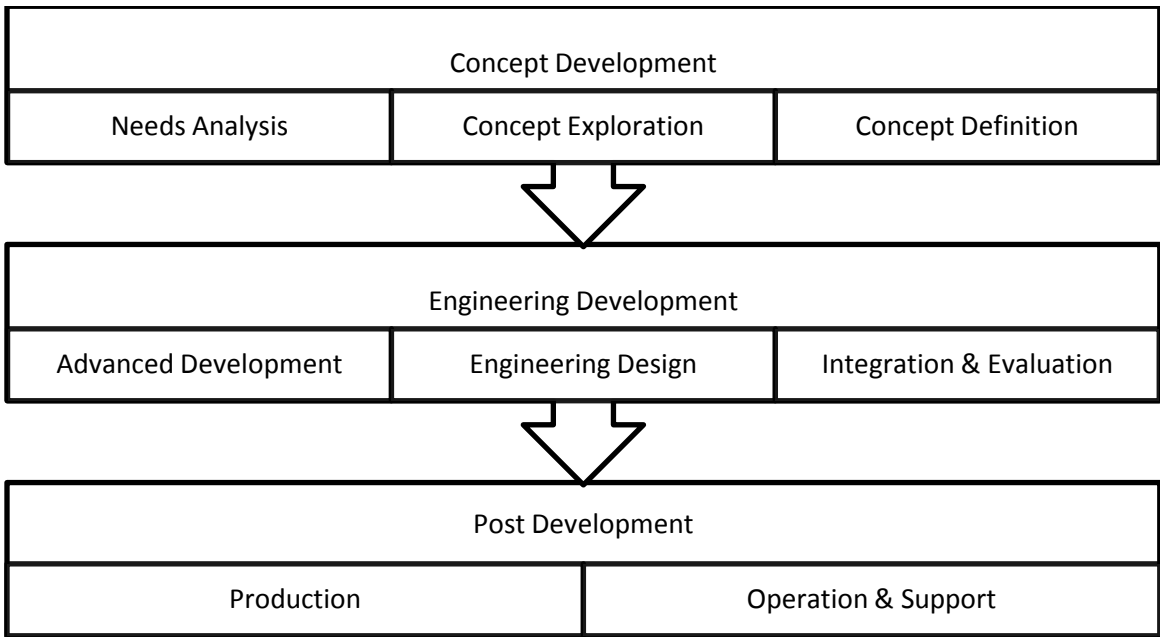 Concept Development
Needs Analysis
Concept Exploration
Concept Definition
Engineering Development
Advanced Development
Engineering Design
Integration & Evaluation
Post Development
Production
Operation & Support